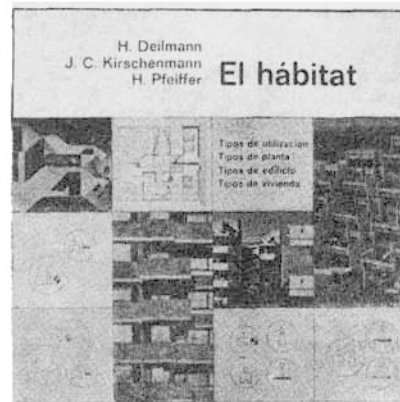 H. Deilmann
J. C. Kirschenmann
H. Pfeiffer
El hábitat
Tipos de utilización
Tipos de planta
Tipos de edificio
Tipos de vivienda